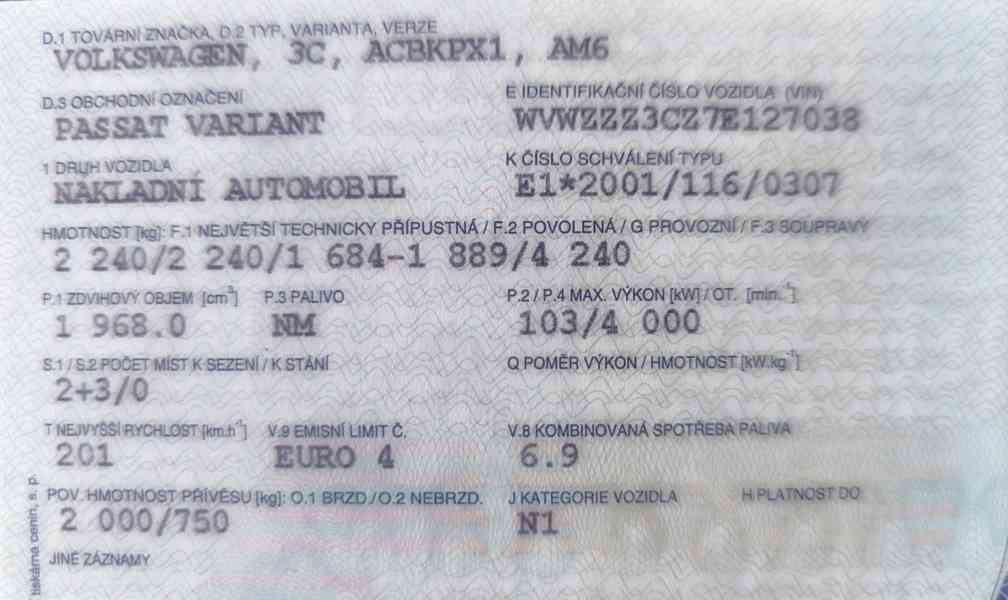 D.1 TOVÁRNÍ ZNAČKA, D.2 TYP, VARIANTA, VERZE
VOLKSWAGEN, 3C, ACBKPX1, AM6
D.3 OBCHODNÍ OZNAČENÍ E IDENTIFIKAČNÍ ČÍSLO VOZIDLA (VIN)
PASSAT VARIANT WVWZZZ3CZ7E127038
1 DRUH VOZIDLA K ČÍSLO SCHVÁLENÍ TYPU
NÁKLADNÍ AUTOMOBIL E1*2001/116/0307
HMOTNOST [kg]: F.1 NEJVĚTŠÍ TECHNICKY PŘÍPUSTNÁ / F.2 POVOLENÁ / G PROVOZNÍ / F.3 SOUPRAVY
2 240/2 240/1 684-1 889/4 240
P.1 ZDVIHOVÝ OBJEM [cm³] P.3 PALIVO P.2 / P.4 MAX. VÝKON [kW] / OT. [min.⁻¹]
1 968.0 NM 103/4 000
S.1 / S.2 POČET MÍST K SEZENÍ / K STÁNÍ Q POMĚR VÝKON / HMOTNOST [kW.kg⁻¹]
2+3/0
T NEJVYŠŠÍ RYCHLOST [km.h⁻¹] V.9 EMISNÍ LIMIT Č. V.8 KOMBINOVANÁ SPOTŘEBA PALIVA
201 EURO 4 6.9
POV. HMOTNOST PŘÍVĚSU [kg]: O.1 BRZD / O.2 NEBRZD. J KATEGORIE VOZIDLA H PLATNOST DO
2 000/750 N1
JINÉ ZÁZNAMY
tiskárna cenin, s. p.